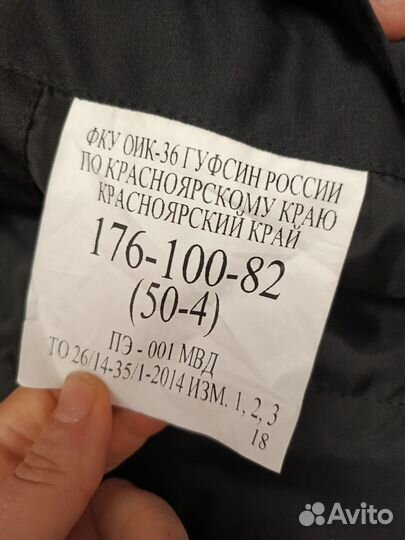 ФКУ ОИК-36 ГУФСИН РОССИИ
ПО КРАСНОЯРСКОМУ КРАЮ
КРАСНОЯРСКИЙ КРАЙ
176-100-82
(50-4)
ПЭ - 001 МВД
ТО 26/14-35/1-2014 ИЗМ. 1, 2, 3
18
Avito